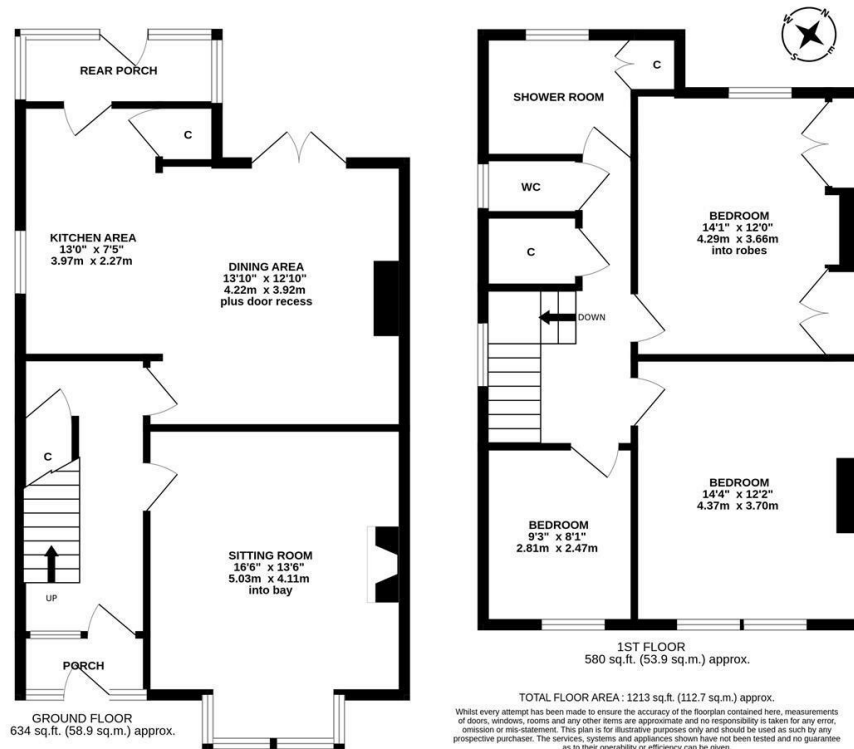 REAR PORCH
C
KITCHEN AREA
13'0" x 7'5"
3.97m x 2.27m
DINING AREA
13'10" x 12'10"
4.22m x 3.92m
plus door recess
C
UP
SITTING ROOM
16'6" x 13'6"
5.03m x 4.11m
into bay
PORCH
GROUND FLOOR
634 sq.ft. (58.9 sq.m.) approx.
N
E
S
W
SHOWER ROOM
C
WC
C
DOWN
BEDROOM
14'1" x 12'0"
4.29m x 3.66m
into robes
BEDROOM
14'4" x 12'2"
4.37m x 3.70m
BEDROOM
9'3" x 8'1"
2.81m x 2.47m
1ST FLOOR
580 sq.ft. (53.9 sq.m.) approx.
TOTAL FLOOR AREA : 1213 sq.ft. (112.7 sq.m.) approx.
Whilst every attempt has been made to ensure the accuracy of the floorplan contained here, measurements
of doors, windows, rooms and any other items are approximate and no responsibility is taken for any error,
omission or mis-statement. This plan is for illustrative purposes only and should be used as such by any
prospective purchaser. The services, systems and appliances shown have not been tested and no guarantee
as to their operability or efficiency can be given.